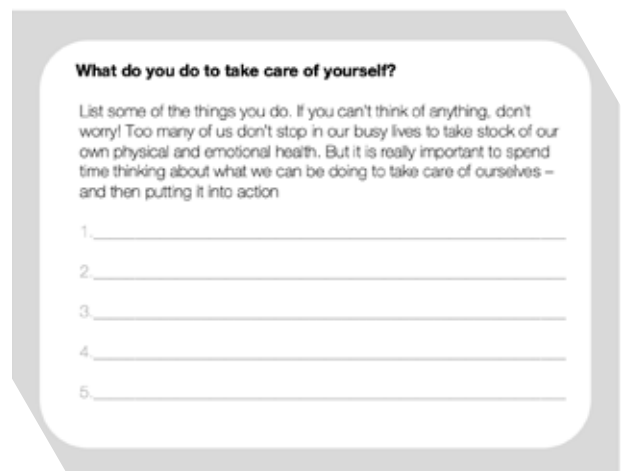 What do you do to take care of yourself?
List some of the things you do. If you can't think of anything, don't
worry! Too many of us don't stop in our busy lives to take stock of our
own physical and emotional health. But it is really important to spend
time thinking about what we can be doing to take care of ourselves –
and then putting it into action
1.
2.
3.
4.
5.